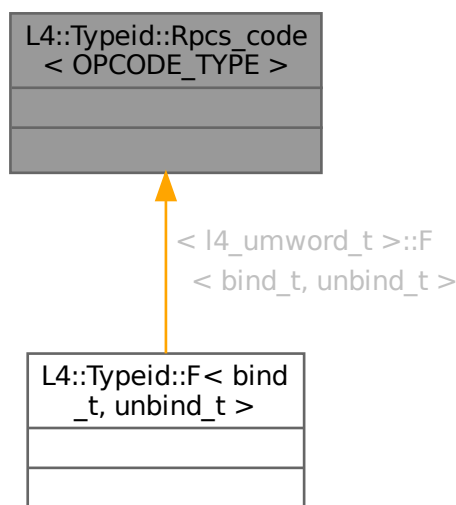 L4::Typeid::Rpcs_code
< OPCODE_TYPE >
< l4_umword_t >::F
< bind_t, unbind_t >
L4::Typeid::F< bind
_t, unbind_t >